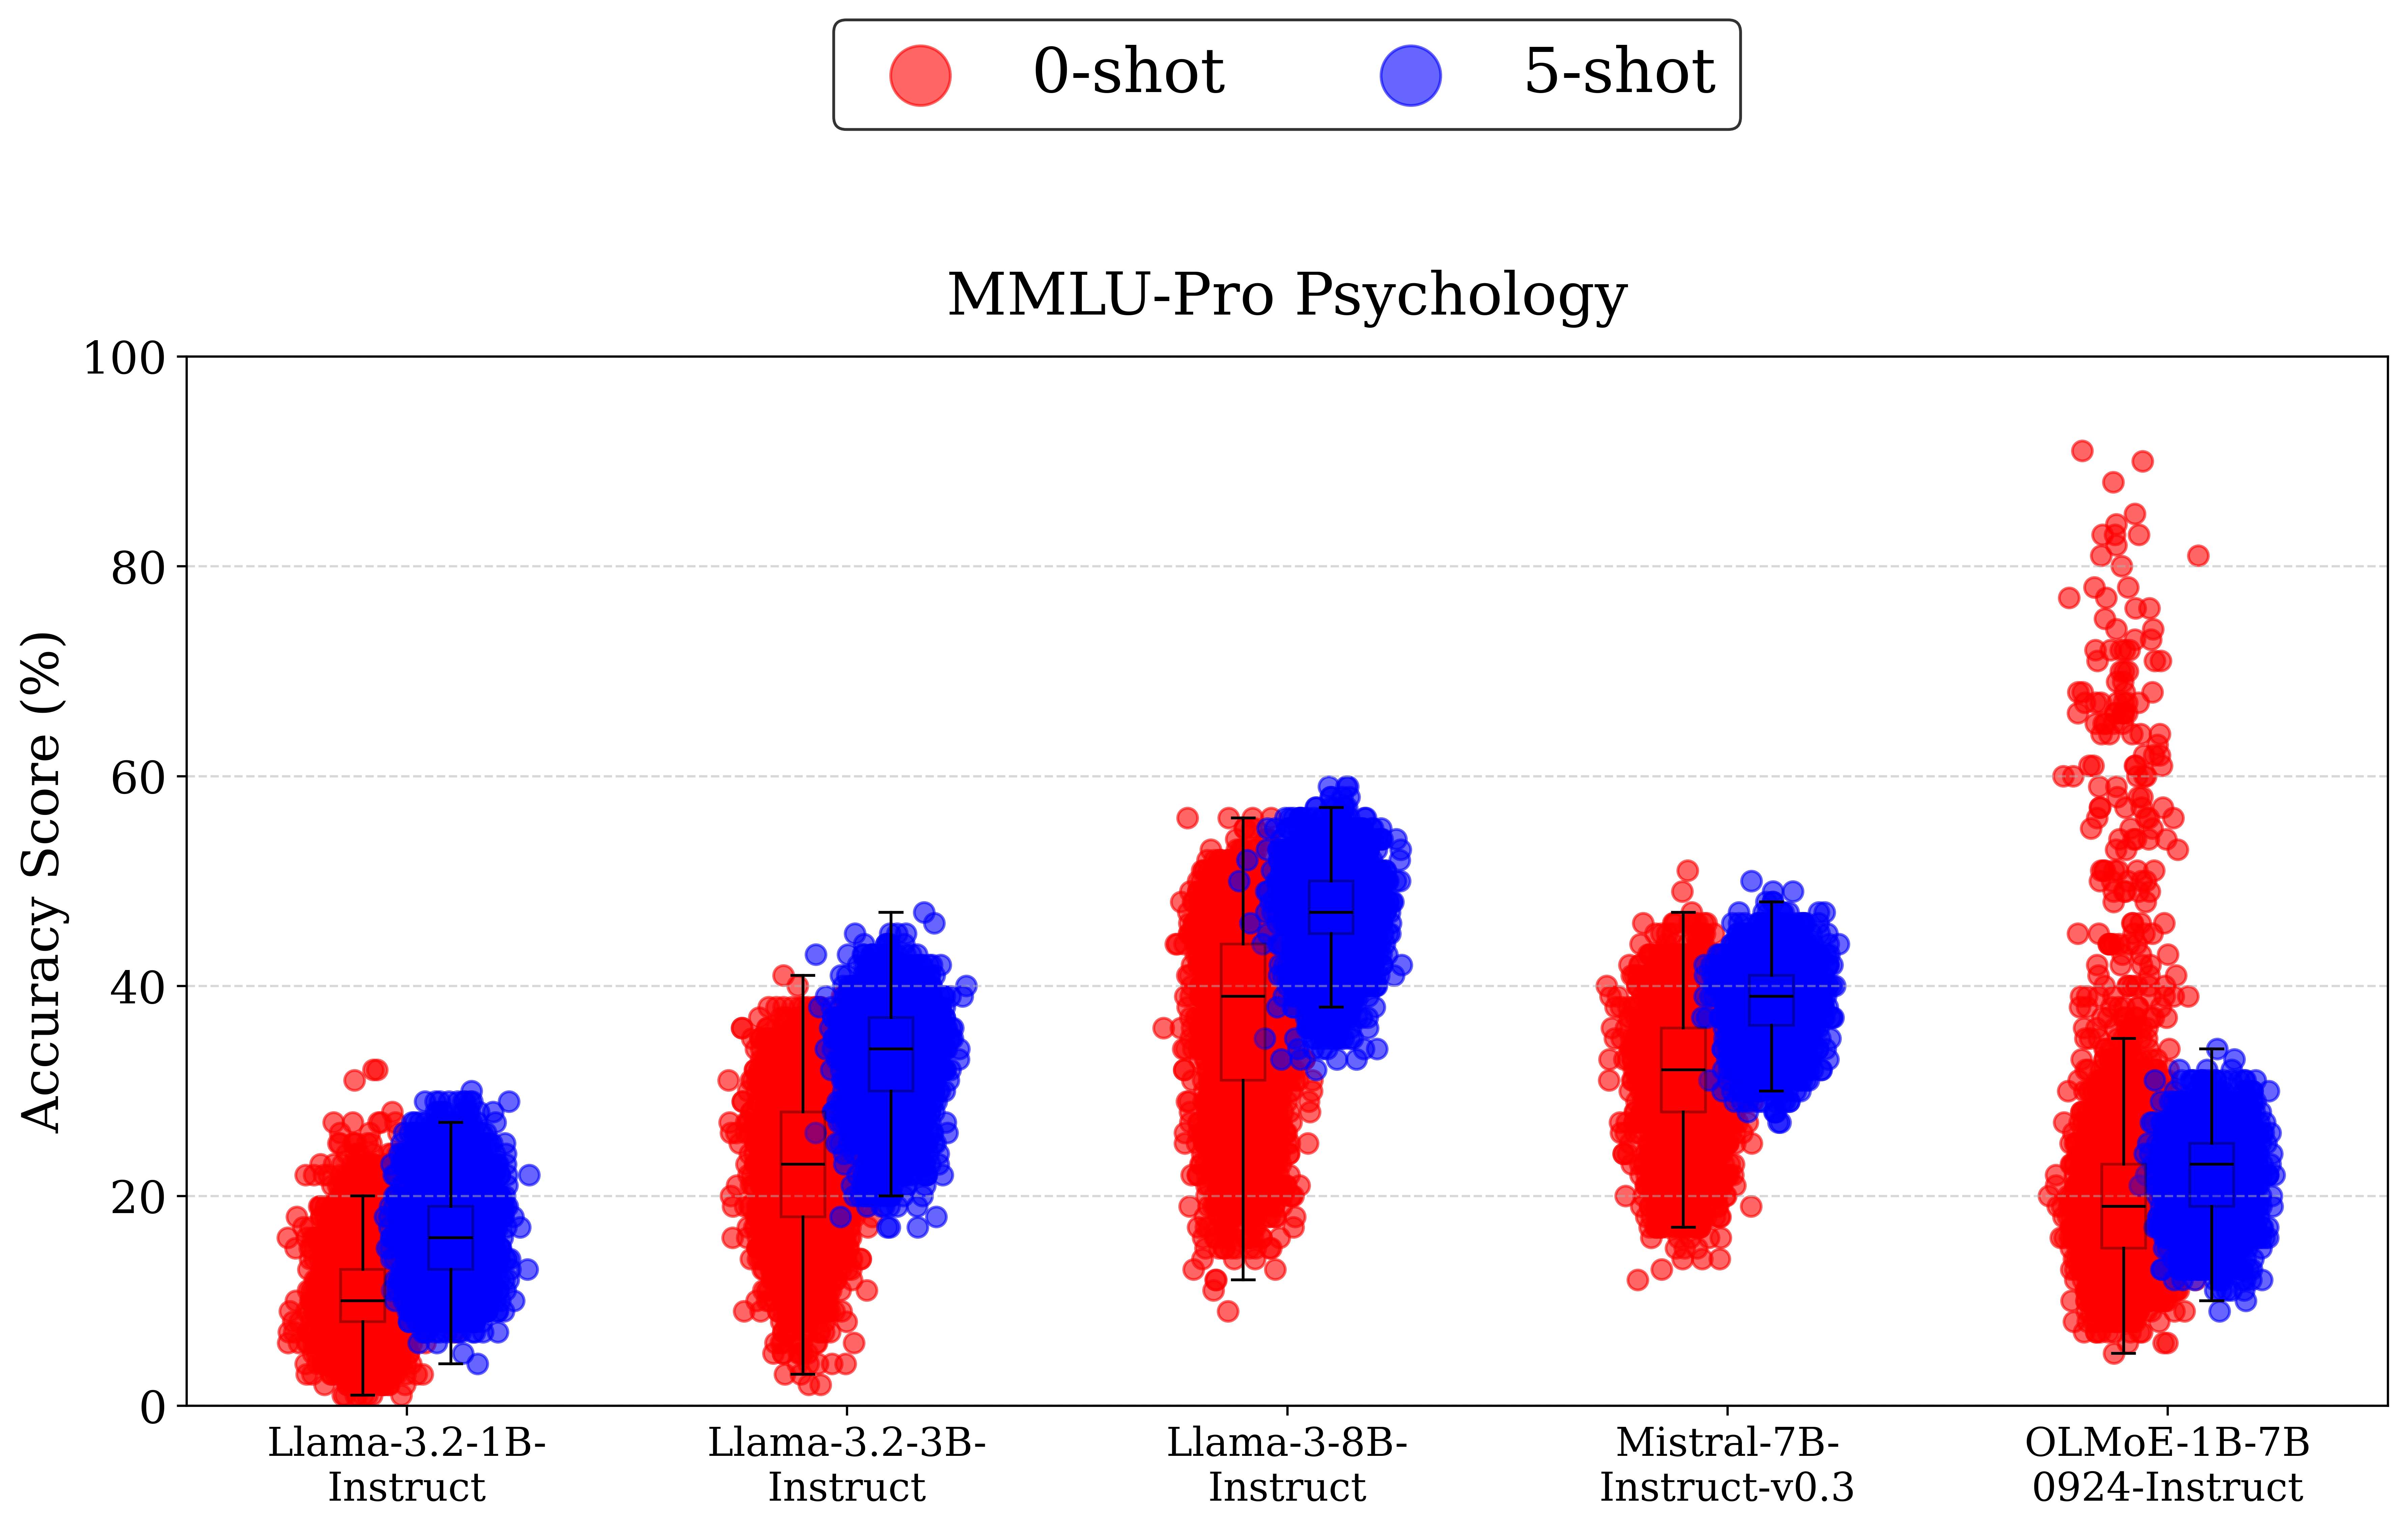 0-shot 5-shot
MMLU-Pro Psychology
Accuracy Score (%)
100
80
60
40
20
0
Llama-3.2-1B-
Instruct
Llama-3.2-3B-
Instruct
Llama-3-8B-
Instruct
Mistral-7B-
Instruct-v0.3
OLMoE-1B-7B
0924-Instruct